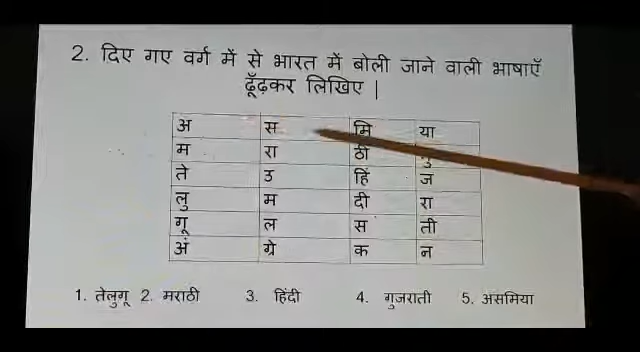 2. दिए गए वर्ग में से भारत में बोली जाने वाली भाषाएँ
ढूँढ़कर लिखिए |
अ स मि या
म रा ठी गु
ते उ हिं ज
लु म दी रा
गू ल स ती
अं ग्रे क न
1. तेलुगू 2. मराठी 3. हिंदी 4. गुजराती 5. असमिया